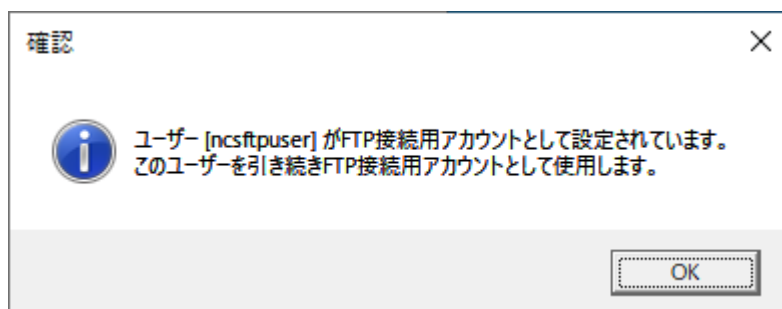 確認
ユーザー [ncsftpuser] がFTP接続用アカウントとして設定されています。
このユーザーを引き続きFTP接続用アカウントとして使用します。
OK